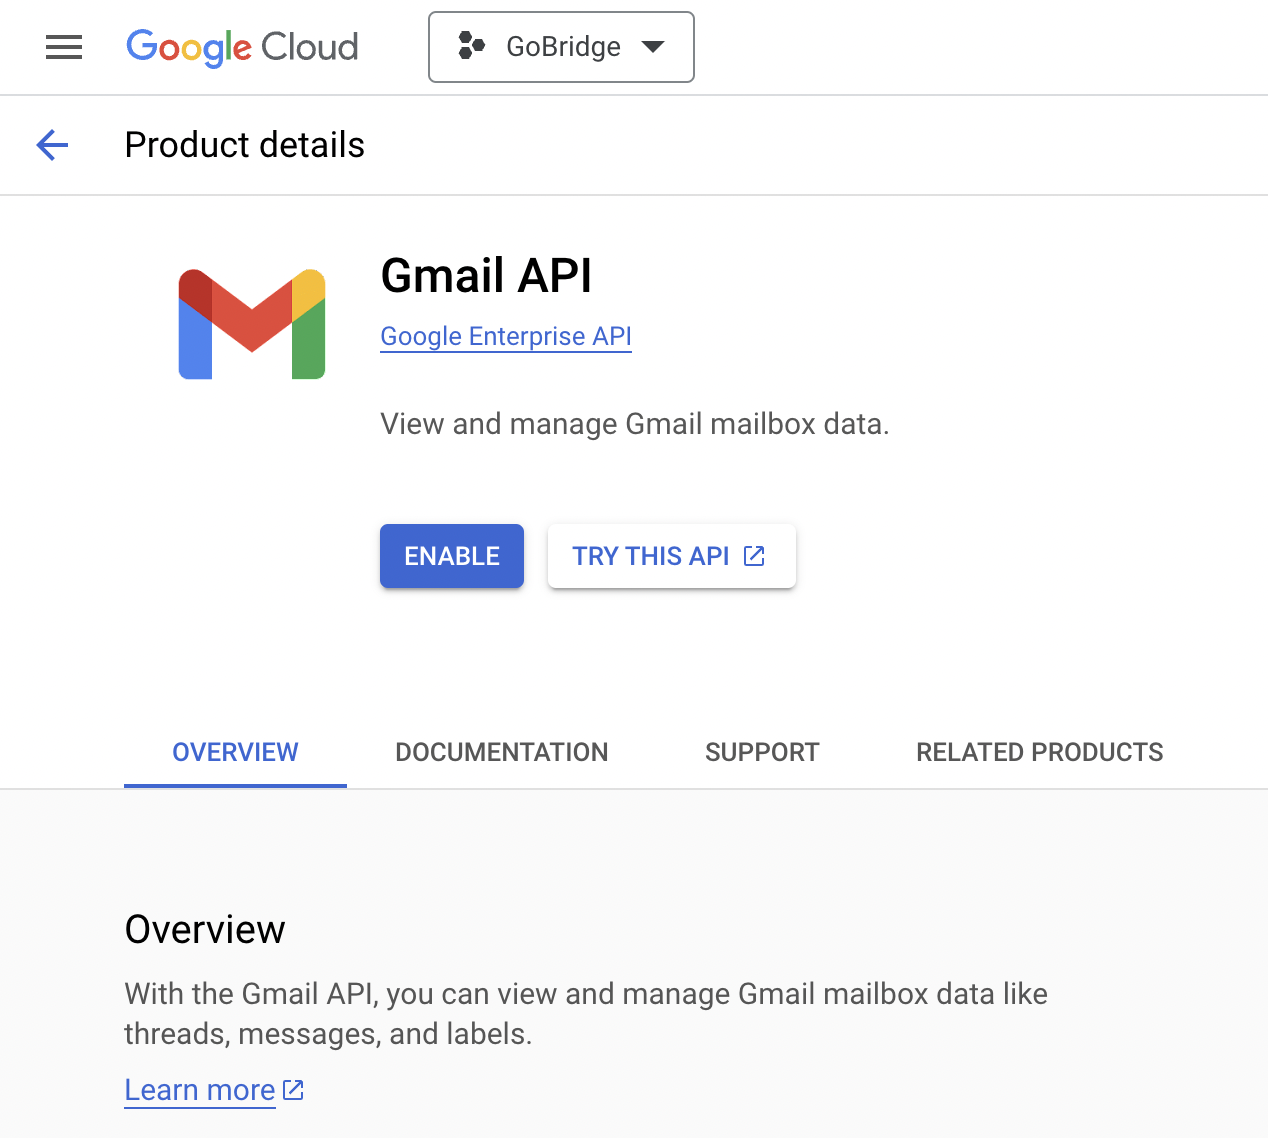 Google Cloud
GoBridge
Product details
Gmail API
Google Enterprise API
View and manage Gmail mailbox data.
ENABLE
TRY THIS API
OVERVIEW
DOCUMENTATION
SUPPORT
RELATED PRODUCTS
Overview
With the Gmail API, you can view and manage Gmail mailbox data like
threads, messages, and labels.
Learn more